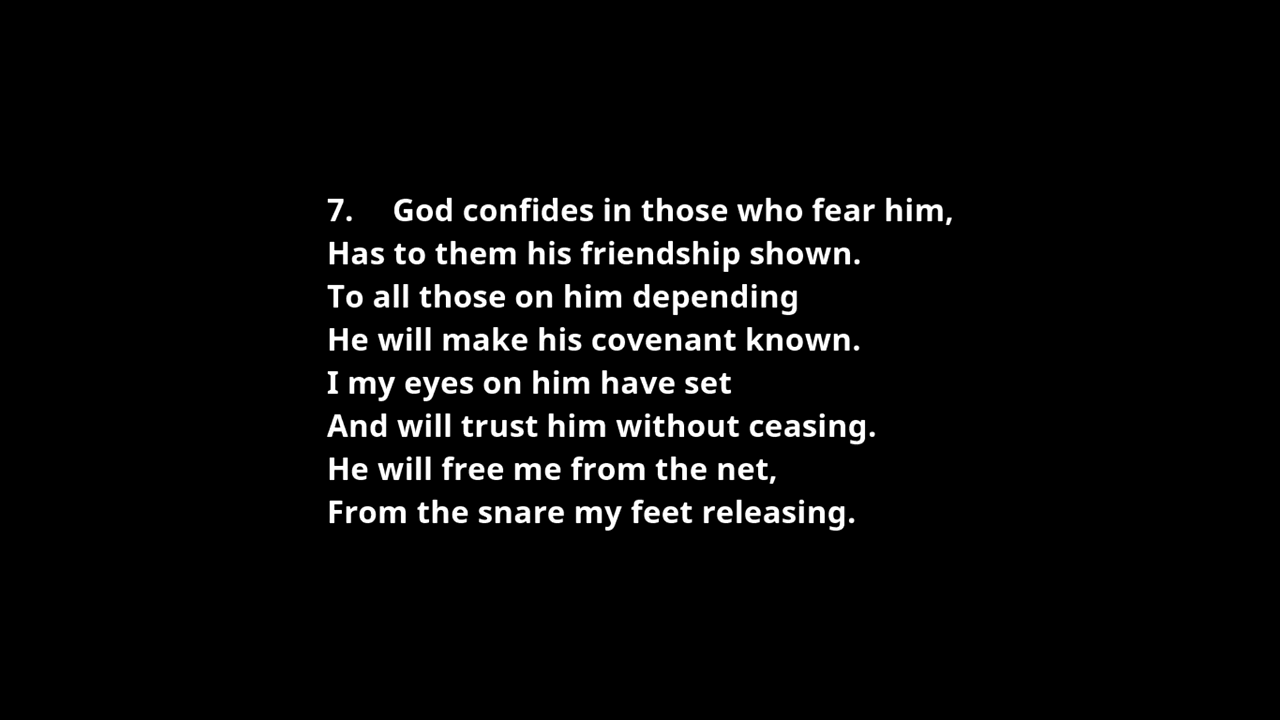 7. God confides in those who fear him,
Has to them his friendship shown.
To all those on him depending
He will make his covenant known.
I my eyes on him have set
And will trust him without ceasing.
He will free me from the net,
From the snare my feet releasing.